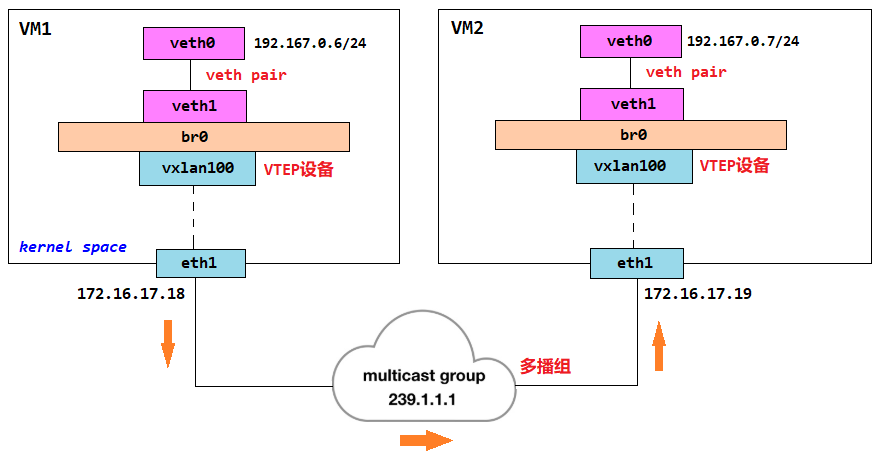 VM1
veth0
192.167.0.6/24
veth pair
veth1
br0
vxlan100
VTEP设备
kernel space
eth1
172.16.17.18
VM2
veth0
192.167.0.7/24
veth pair
veth1
br0
vxlan100
VTEP设备
eth1
172.16.17.19
multicast group
239.1.1.1
多播组